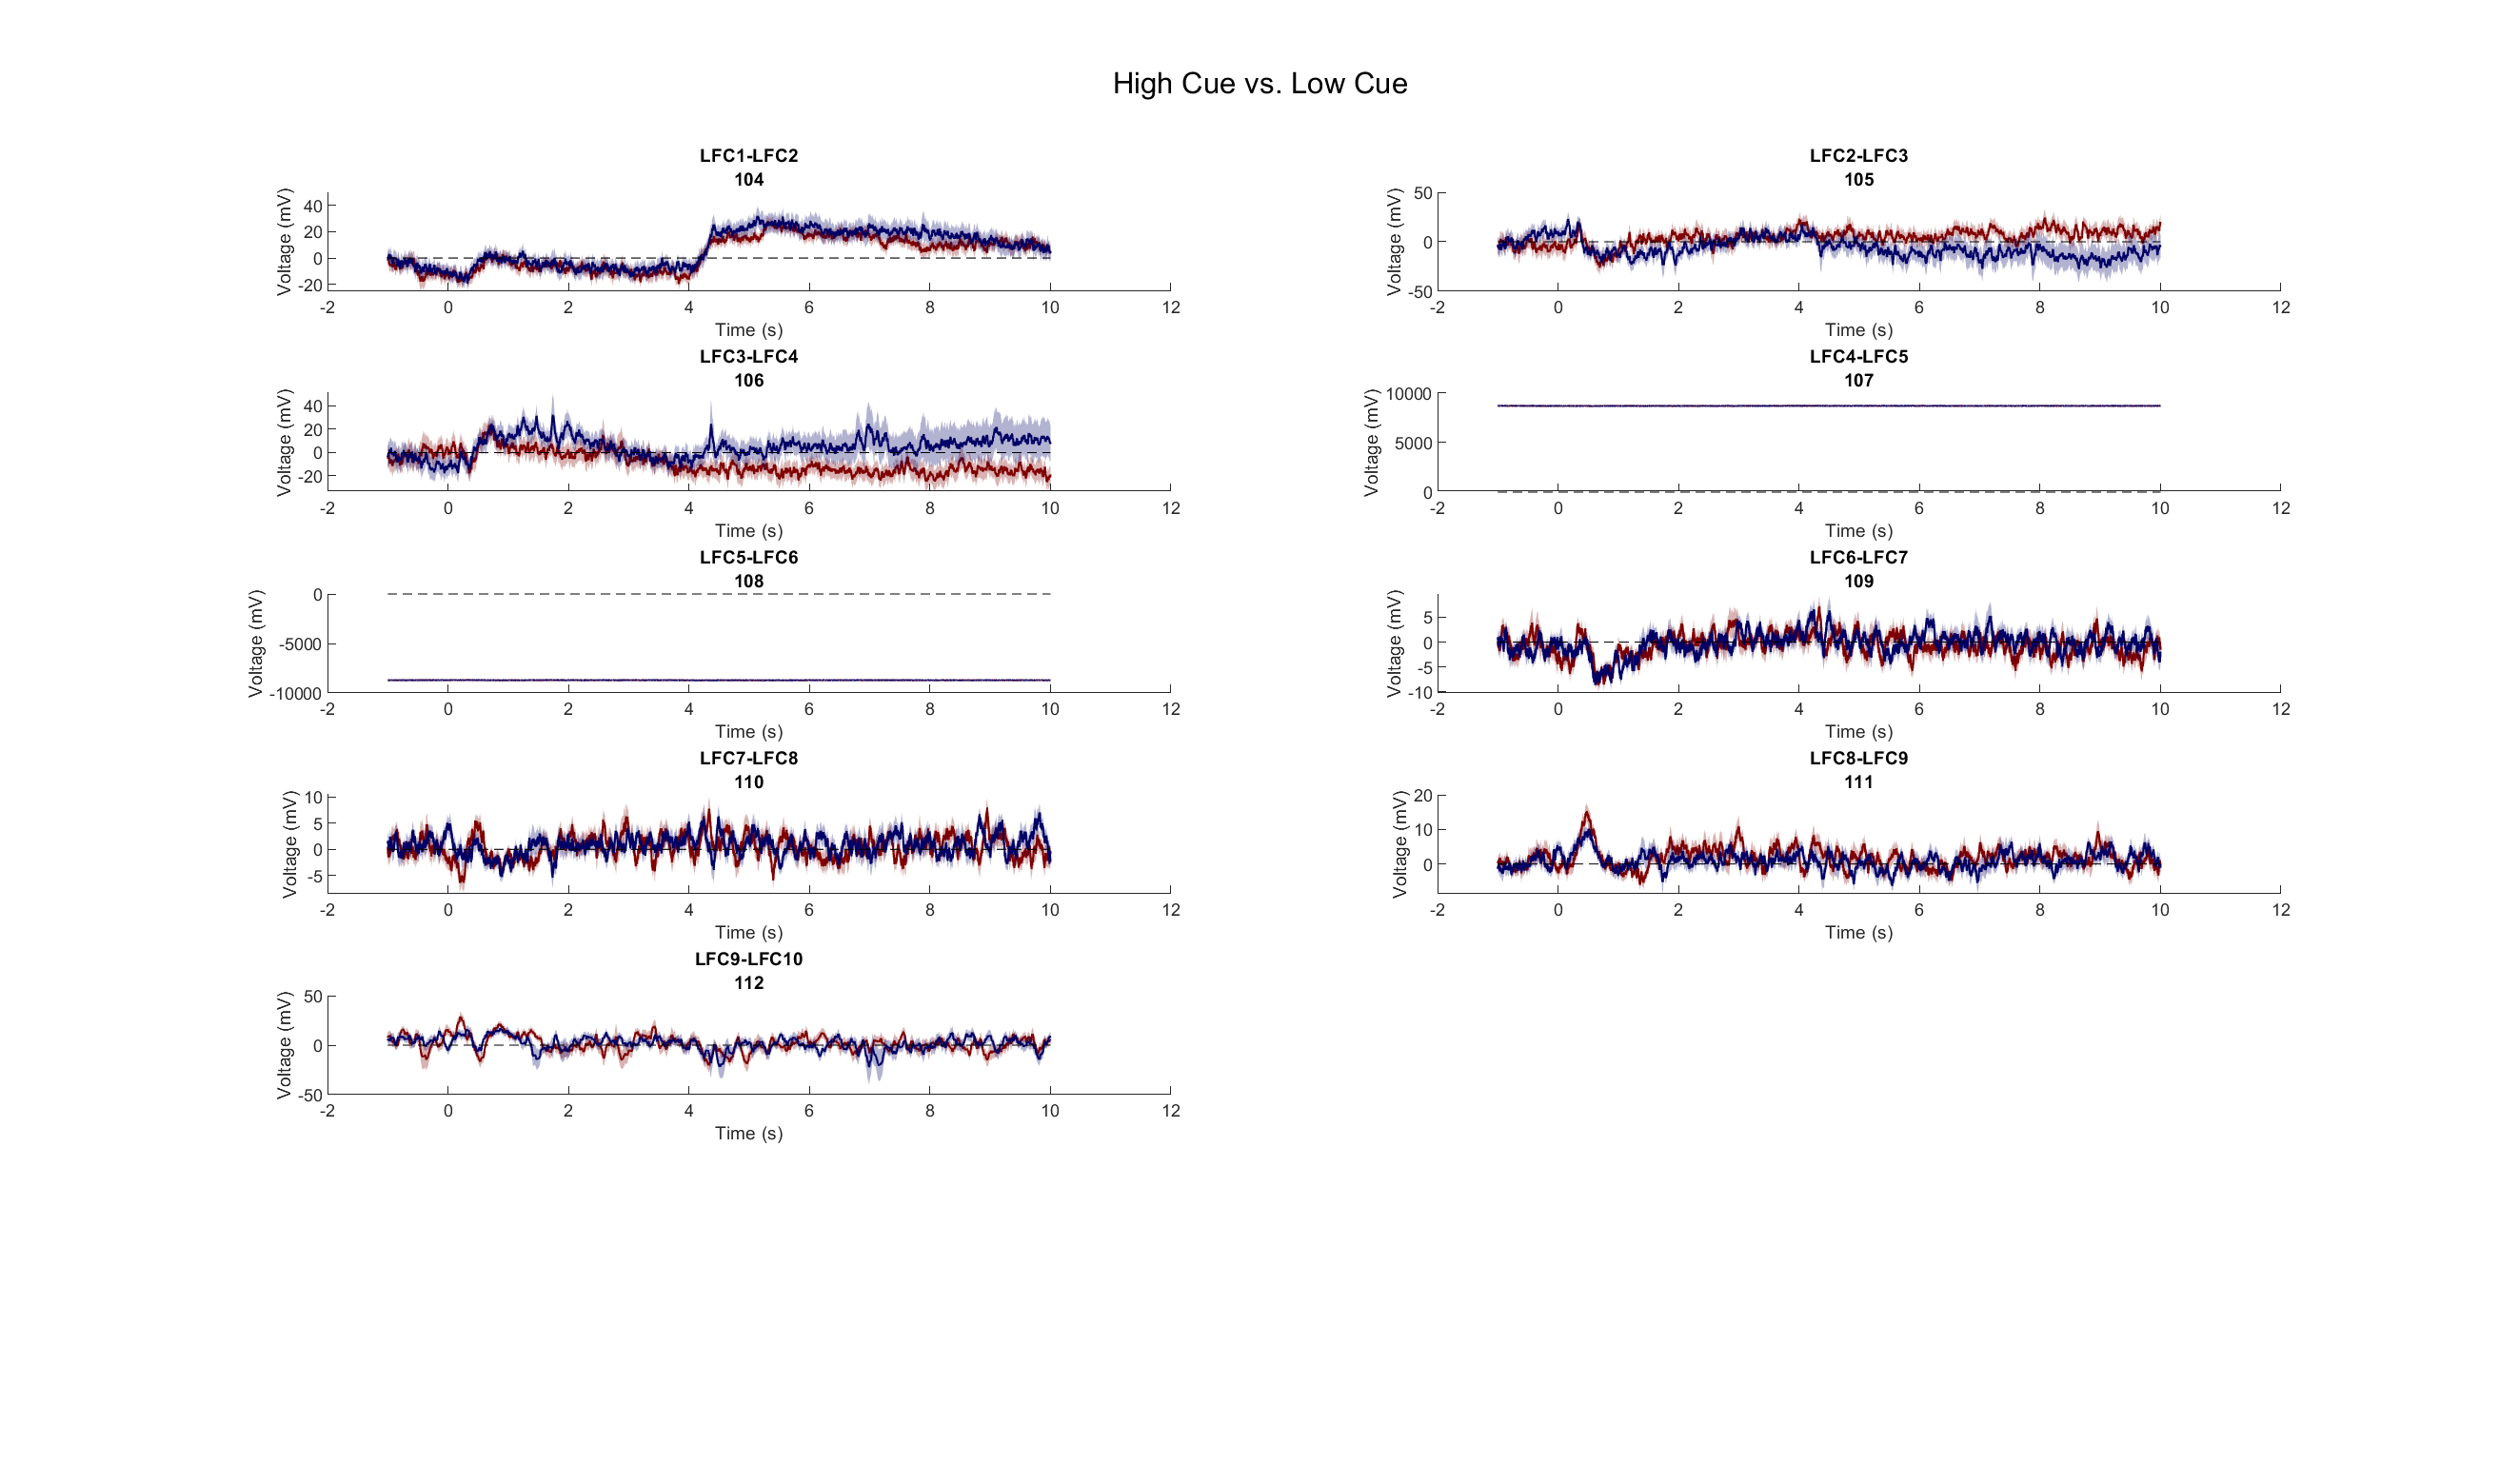 High Cue vs. Low Cue
LFC1-LFC2
104
Voltage (mV)
40
20
0
-20
-2 0 2 4 6 8 10 12
Time (s)
LFC2-LFC3
105
Voltage (mV)
50
0
-50
-2 0 2 4 6 8 10 12
Time (s)
LFC3-LFC4
106
Voltage (mV)
40
20
0
-20
-2 0 2 4 6 8 10 12
Time (s)
LFC4-LFC5
107
Voltage (mV)
10000
5000
0
-2 0 2 4 6 8 10 12
Time (s)
LFC5-LFC6
108
Voltage (mV)
0
-5000
-10000
-2 0 2 4 6 8 10 12
Time (s)
LFC6-LFC7
109
Voltage (mV)
5
0
-5
-10
-2 0 2 4 6 8 10 12
Time (s)
LFC7-LFC8
110
Voltage (mV)
10
5
0
-5
-2 0 2 4 6 8 10 12
Time (s)
LFC8-LFC9
111
Voltage (mV)
20
10
0
-2 0 2 4 6 8 10 12
Time (s)
LFC9-LFC10
112
Voltage (mV)
50
0
-50
-2 0 2 4 6 8 10 12
Time (s)